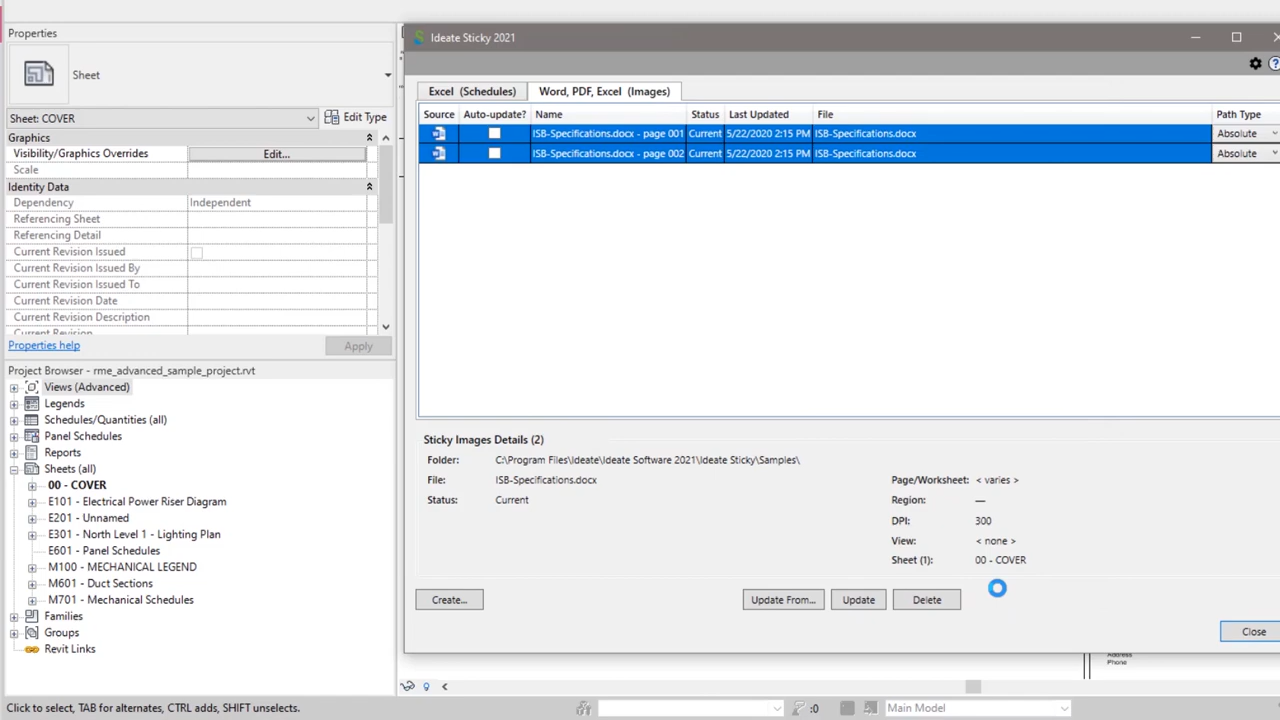 Properties
Sheet
Sheet: COVER
Edit Type
Graphics
Visibility/Graphics Overrides
Edit...
Scale
Identity Data
Dependency
Independent
Referencing Sheet
Referencing Detail
Current Revision Issued
Current Revision Issued By
Current Revision Issued To
Current Revision Date
Current Revision Description
Current Revision
Properties help
Apply
Project Browser - rme_advanced_sample_project.rvt
Views (Advanced)
Legends
Schedules/Quantities (all)
Panel Schedules
Reports
Sheets (all)
00 - COVER
E101 - Electrical Power Riser Diagram
E201 - Unnamed
E301 - North Level 1 - Lighting Plan
E601 - Panel Schedules
M100 - MECHANICAL LEGEND
M601 - Duct Sections
M701 - Mechanical Schedules
Families
Groups
Revit Links
Click to select, TAB for alternates, CTRL adds, SHIFT unselects.
Ideate Sticky 2021
Excel (Schedules)
Word, PDF, Excel (Images)
Source Auto-update? Name Status Last Updated File Path Type
ISB-Specifications.docx - page 001 Current 5/22/2020 2:15 PM ISB-Specifications.docx Absolute
ISB-Specifications.docx - page 002 Current 5/22/2020 2:15 PM ISB-Specifications.docx Absolute
Sticky Images Details (2)
Folder: C:\Program Files\Ideate\Ideate Software 2021\Ideate Sticky\Samples\
File: ISB-Specifications.docx
Status: Current
Page/Worksheet: < varies >
Region: —
DPI: 300
View: < none >
Sheet (1): 00 - COVER
Create...
Update From...
Update
Delete
Close
Address
Phone
:0
Main Model